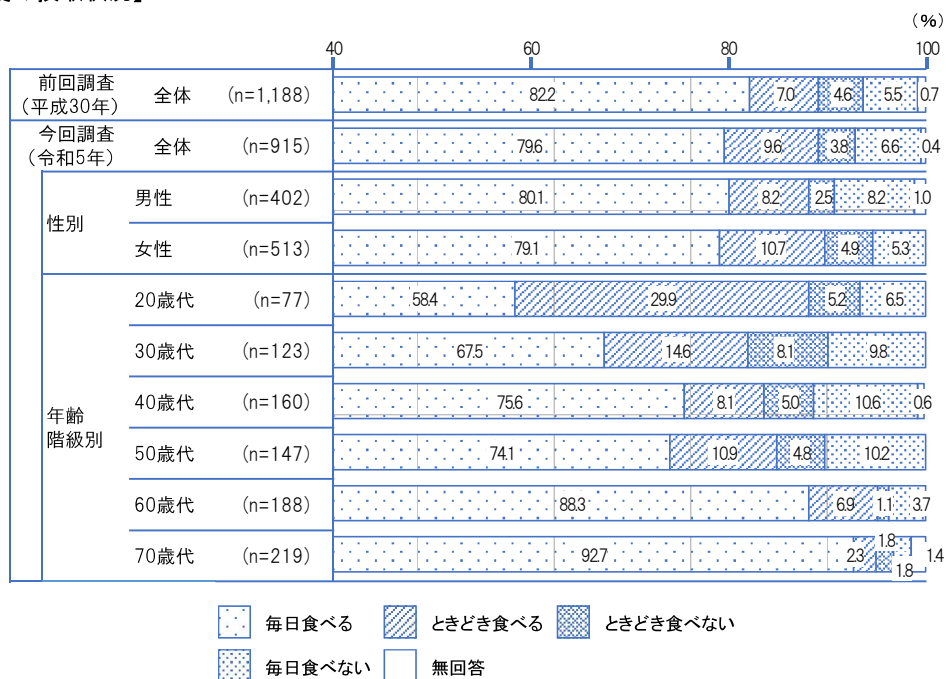 (%)
40 60 80 100
前回調査
(平成30年) 全体 (n=1,188) 82.2 7.0 4.6 5.5 0.7
今回調査
(令和5年) 全体 (n=915) 79.6 9.6 3.8 6.6 0.4
性別
男性 (n=402) 80.1 8.2 2.5 8.2 1.0
女性 (n=513) 79.1 10.7 4.9 5.3
年齢
階級別
20歳代 (n=77) 58.4 29.9 5.2 6.5
30歳代 (n=123) 67.5 14.6 8.1 9.8
40歳代 (n=160) 75.6 8.1 5.0 10.6 0.6
50歳代 (n=147) 74.1 10.9 4.8 10.2
60歳代 (n=188) 88.3 6.9 1.1 3.7
70歳代 (n=219) 92.7 2.3 1.8 1.8 1.4
毎日食べる ときどき食べる ときどき食べない
毎日食べない 無回答